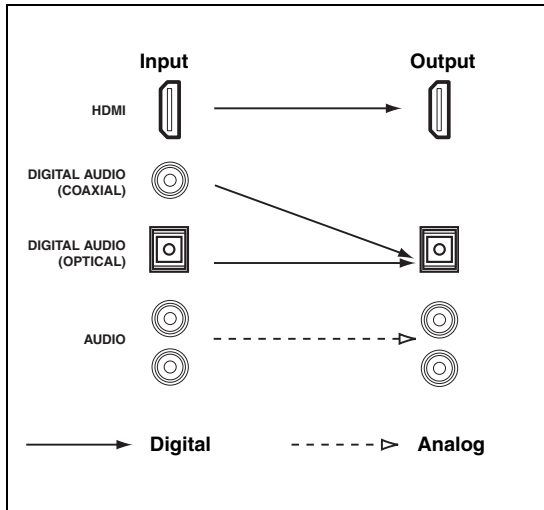 Input
Output
HDMI
DIGITAL AUDIO
(COAXIAL)
DIGITAL AUDIO
(OPTICAL)
AUDIO
Digital
Analog